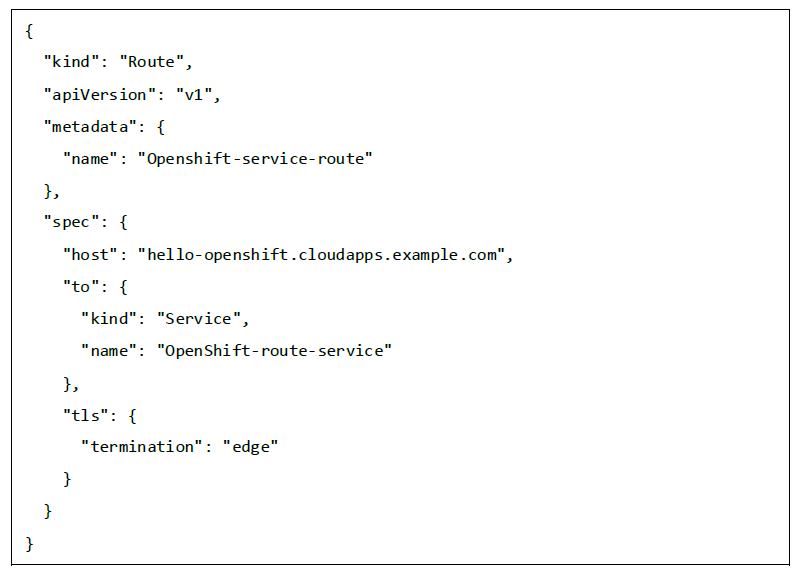 {
  "kind": "Route",
  "apiVersion": "v1",
  "metadata": {
    "name": "Openshift-service-route"
  },
  "spec": {
    "host": "hello-openshift.cloudapps.example.com",
    "to": {
      "kind": "Service",
      "name": "OpenShift-route-service"
    },
    "tls": {
      "termination": "edge"
    }
  }
}